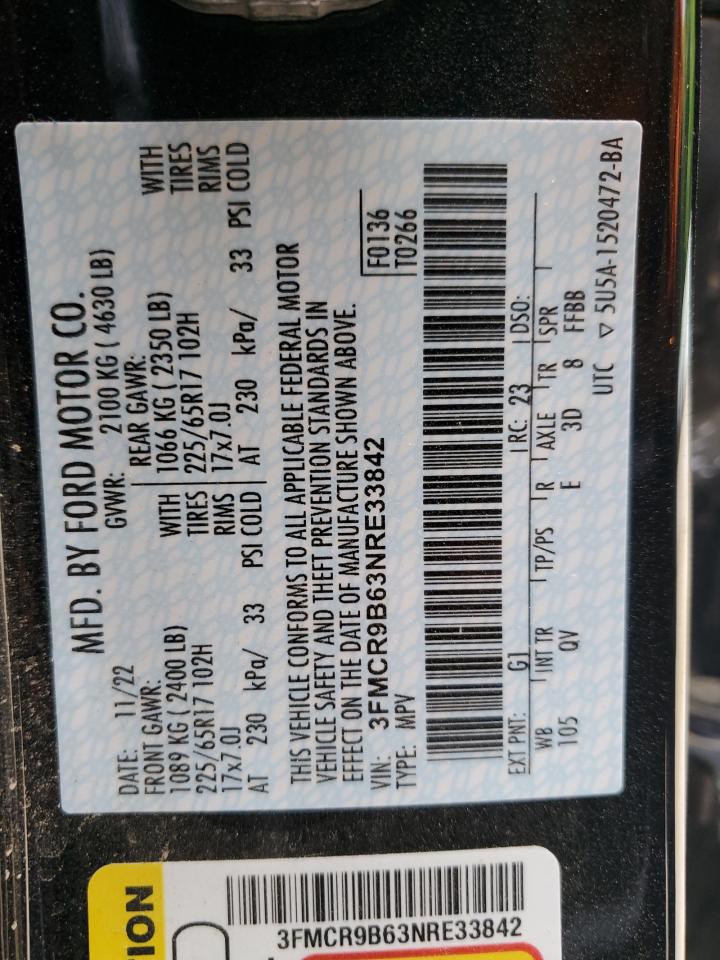 MFD. BY FORD MOTOR CO.
DATE: 11/22 GVWR: 2100 KG ( 4630 LB)
FRONT GAWR: REAR GAWR:
1089 KG ( 2400 LB) WITH 1066 KG ( 2350 LB) WITH
225/65R17 102H TIRES 225/65R17 102H TIRES
17x7.0J RIMS 17x7.0J RIMS
AT 230 kPa/ 33 PSI COLD AT 230 kPa/ 33 PSI COLD
THIS VEHICLE CONFORMS TO ALL APPLICABLE FEDERAL MOTOR
VEHICLE SAFETY AND THEFT PREVENTION STANDARDS IN
EFFECT ON THE DATE OF MANUFACTURE SHOWN ABOVE.
VIN: 3FMCR9B63NRE33842 F0136
TYPE: MPV T0266
EXT PNT: G1 RC: 23 DSO:
WB INT TR TP/PS R AXLE TR SPR
105 QV E 3D 8 FFBB
UTC ▽ 5U5A-1520472-BA
TION
3FMCR9B63NRE33842